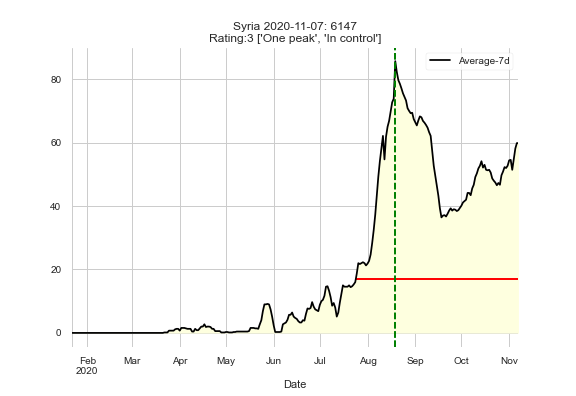 Syria 2020-11-07: 6147
Rating:3 ['One peak', 'In control']
Average-7d
80
60
40
20
0
Feb Mar Apr May Jun Jul Aug Sep Oct Nov
2020
Date